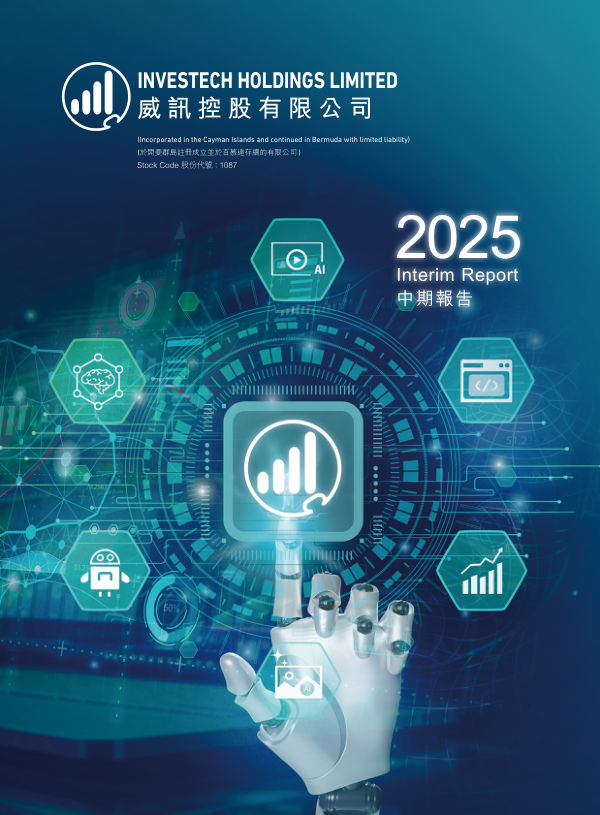 INVESTECH HOLDINGS LIMITED
威訊控股有限公司
(Incorporated in the Cayman Islands and continued in Bermuda with limited liability)
(於開曼群島註冊成立並於百慕達存續的有限公司)
Stock Code 股份代號 : 1087
2025
Interim Report
中期報告
AI
</>
50%
AI